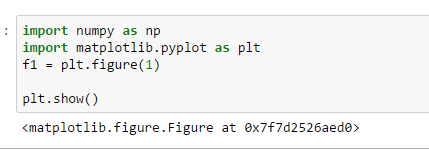 :
import numpy as np
import matplotlib.pyplot as plt
f1 = plt.figure(1)
plt.show()
<matplotlib.figure.Figure at 0x7f7d2526aed0>